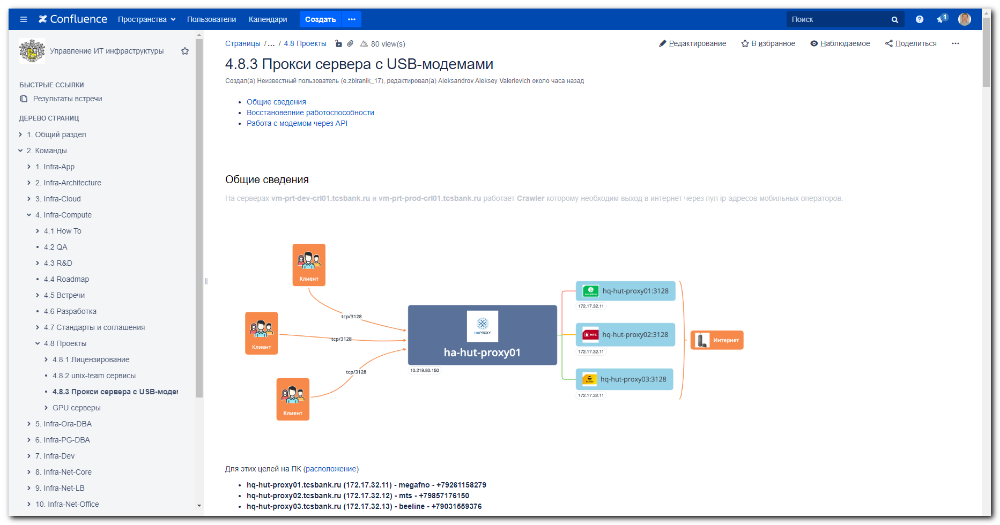 Confluence
Пространства
Пользователи
Календари
Создать
Поиск
1
Управление ИТ инфраструктуры
БЫСТРЫЕ ССЫЛКИ
Результаты встречи
ДЕРЕВО СТРАНИЦ
1. Общий раздел
2. Команды
1. Infra-App
2. Infra-Architecture
3. Infra-Cloud
4. Infra-Compute
4.1 How To
4.2 QA
4.3 R&D
4.4 Roadmap
4.5 Встречи
4.6 Разработка
4.7 Стандарты и соглашения
4.8 Проекты
4.8.1 Лицензирование
4.8.2 unix-team сервисы
4.8.3 Прокси сервера с USB-модем
GPU серверы
5. Infra-Ora-DBA
6. Infra-PG-DBA
7. Infra-Dev
8. Infra-Net-Core
9. Infra-Net-LB
10. Infra-Net-Office
Страницы /... / 4.8 Проекты 80 view(s)
Редактирование
В избранное
Наблюдаемое
Поделиться
4.8.3 Прокси сервера с USB-модемами
Создал(а) Неизвестный пользователь (e.zbiranik_17), редактировал(а) Aleksandrov Aleksey Valerievich около часа назад
• Общие сведения
• Восстановелние работоспособности
• Работа с модемом через API
Общие сведения
На серверах vm-prt-dev-crl01.tcsbank.ru и vm-prt-prod-crl01.tcsbank.ru работает Crawler которому необходим выход в интернет через пул ip-адресов мобильных операторов.
Клиент
tcp/3128
Клиент
tcp/3128
Клиент
tcp/3128
HAPROXY
ha-hut-proxy01
10.219.80.150
hq-hut-proxy01:3128
172.17.32.11
МТС
hq-hut-proxy02:3128
172.17.32.11
hq-hut-proxy03:3128
172.17.32.11
Интернет
Для этих целей на ПК (расположение)
• hq-hut-proxy01.tcsbank.ru (172.17.32.11) - megafno - +79261158279
• hq-hut-proxy02.tcsbank.ru (172.17.32.12) - mts - +79857176150
• hq-hut-proxy03.tcsbank.ru (172.17.32.13) - beeline - +79031559376